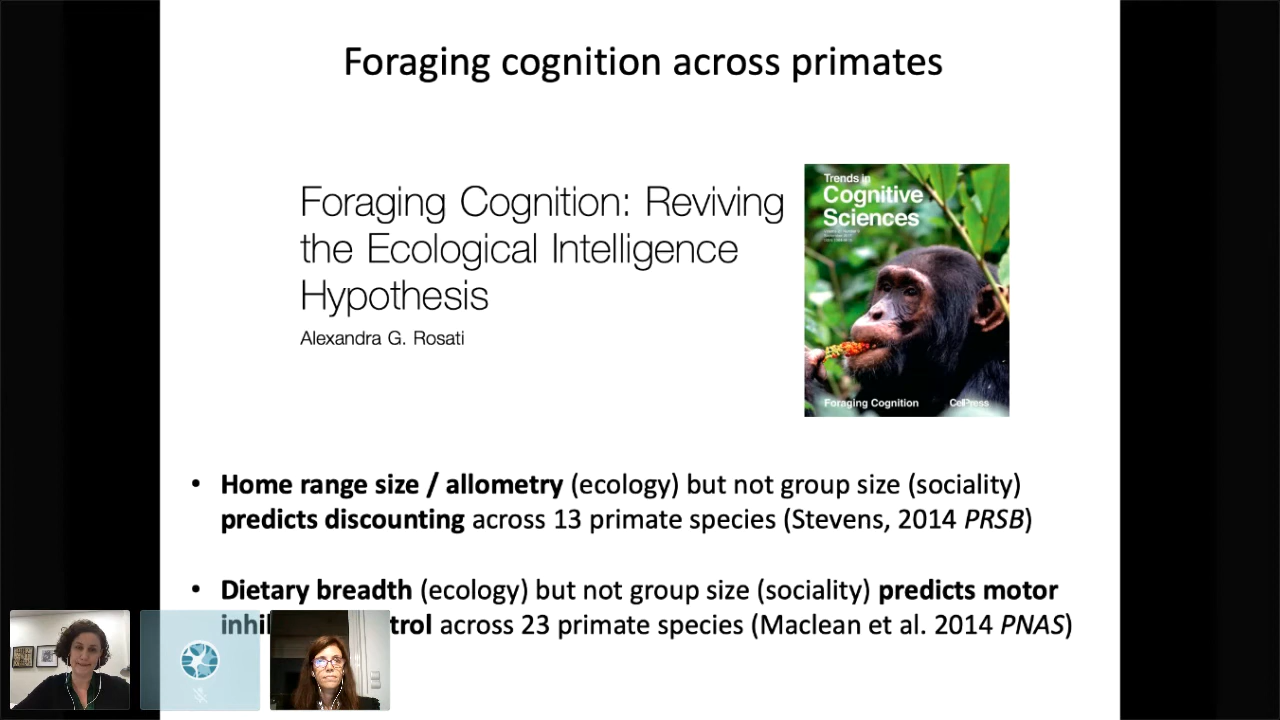 Foraging cognition across primates
Foraging Cognition: Reviving
the Ecological Intelligence
Hypothesis
Alexandra G. Rosati
Trends in
Cognitive
Sciences
Foraging Cognition
CellPress
• Home range size / allometry (ecology) but not group size (sociality)
predicts discounting across 13 primate species (Stevens, 2014 PRSB)
• Dietary breadth (ecology) but not group size (sociality) predicts motor
across 23 primate species (Maclean et al. 2014 PNAS)